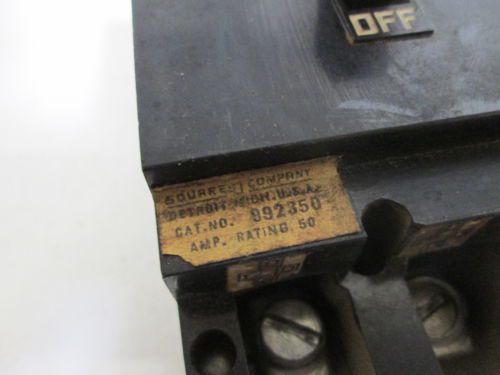 OFF
SQUARE D COMPANY
DETROIT MICH. U.S.A.
CAT. NO. 992350
AMP. RATING 50